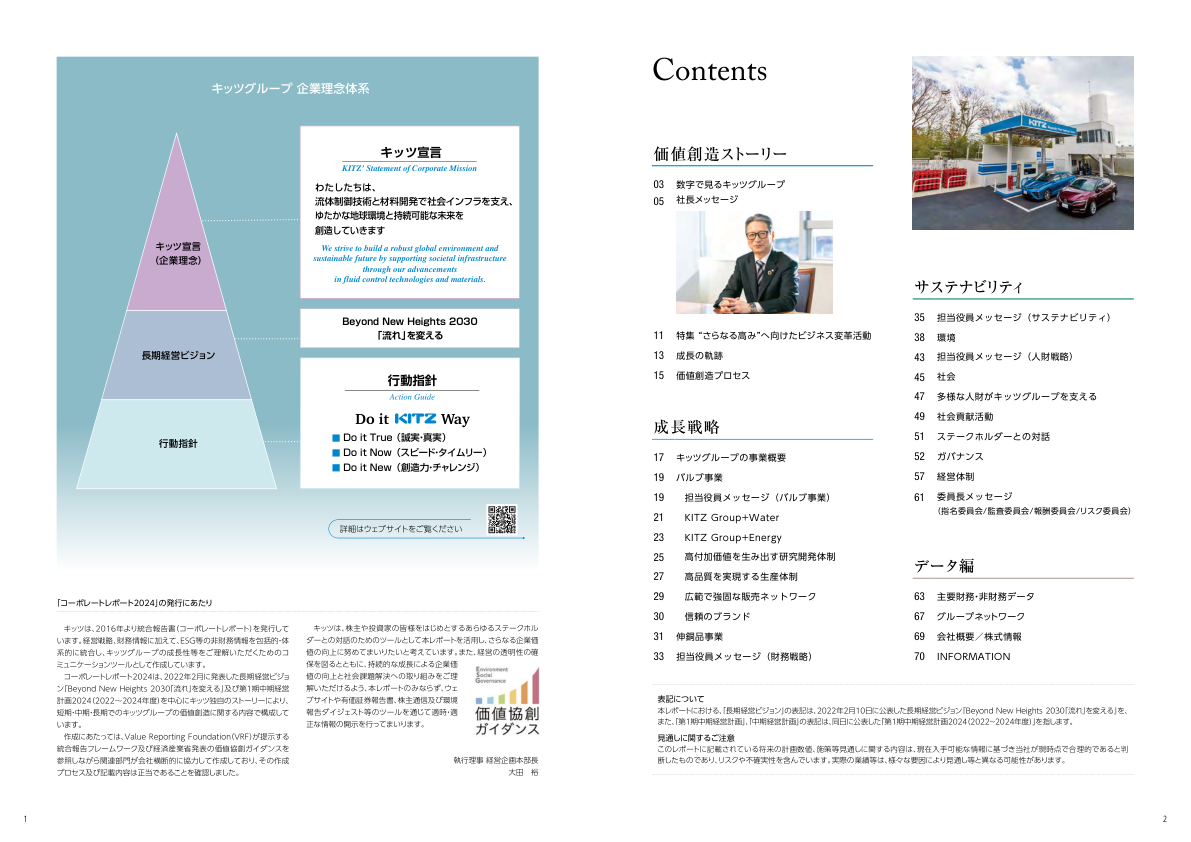 キッツグループ 企業理念体系
キッツ宣言
（企業理念）
長期経営ビジョン
行動指針
キッツ宣言
KITZ' Statement of Corporate Mission
わたしたちは、
流体制御技術と材料開発で社会インフラを支え、
ゆたかな地球環境と持続可能な未来を
創造していきます
We strive to build a robust global environment and
sustainable future by supporting societal infrastructure
through our advancements
in fluid control technologies and materials.
Beyond New Heights 2030
「流れ」を変える
行動指針
Action Guide
Do it KITZ Way
■ Do it True（誠実・真実）
■ Do it Now（スピード・タイムリー）
■ Do it New（創造力・チャレンジ）
詳細はウェブサイトをご覧ください
「コーポレートレポート2024」の発行にあたり
キッツは、2016年より統合報告書（コーポレートレポート）を発行して
います。経営戦略、財務情報に加えて、ESG等の非財務情報を包括的・体
系的に統合し、キッツグループの成長性等をご理解いただくためのコ
ミュニケーションツールとして作成しています。
コーポレートレポート2024は、2022年2月に発表した長期経営ビジョ
ン「Beyond New Heights 2030『流れ』を変える」及び第1期中期経営
計画2024（2022〜2024年度）を中心にキッツ独自のストーリーにより、
短期・中期・長期でのキッツグループの価値創造に関する内容で構成して
います。
作成にあたっては、Value Reporting Foundation（VRF）が提示する
統合報告フレームワーク及び経済産業省発表の価値協創ガイダンスを
参照しながら関連部門が会社横断的に協力して作成しており、その作成
プロセス及び記載内容は正当であることを確認しました。
キッツは、株主や投資家の皆様をはじめとするあらゆるステークホル
ダーとの対話のためのツールとして本レポートを活用し、さらなる企業価
値の向上に努めてまいりたいと考えています。また、経営の透明性の確
保を図るとともに、持続的な成長による企業価
値の向上と社会課題解決への取り組みをご理
解いただけるよう、本レポートのみならず、ウェ
ブサイトや有価証券報告書、株主通信及び環境
報告ダイジェスト等のツールを通じて適時・適
正な情報の開示を行ってまいります。
Environment
Social
Governance
価値協創
ガイダンス
執行理事 経営企画本部長
大田　裕
1
Contents
価値創造ストーリー
03 数字で見るキッツグループ
05 社長メッセージ
11 特集 “さらなる高み”へ向けたビジネス変革活動
13 成長の軌跡
15 価値創造プロセス
成長戦略
17 キッツグループの事業概要
19 バルブ事業
19 担当役員メッセージ（バルブ事業）
21 KITZ Group+Water
23 KITZ Group+Energy
25 高付加価値を生み出す研究開発体制
27 高品質を実現する生産体制
29 広範で強固な販売ネットワーク
30 信頼のブランド
31 伸銅品事業
33 担当役員メッセージ（財務戦略）
KITZ
サステナビリティ
35 担当役員メッセージ（サステナビリティ）
38 環境
43 担当役員メッセージ（人財戦略）
45 社会
47 多様な人財がキッツグループを支える
49 社会貢献活動
51 ステークホルダーとの対話
52 ガバナンス
57 経営体制
61 委員長メッセージ
（指名委員会/監査委員会/報酬委員会/リスク委員会）
データ編
63 主要財務・非財務データ
67 グループネットワーク
69 会社概要／株式情報
70 INFORMATION
表記について
本レポートにおける、「長期経営ビジョン」の表記は、2022年2月10日に公表した長期経営ビジョン「Beyond New Heights 2030『流れ』を変える」を、
また、「第1期中期経営計画」、「中期経営計画」の表記は、同日に公表した「第1期中期経営計画2024（2022〜2024年度）」を指します。
見通しに関するご注意
このレポートに記載されている将来の計画数値、施策等見通しに関する内容は、現在入手可能な情報に基づき当社が現時点で合理的であると判
断したものであり、リスクや不確実性を含んでいます。実際の業績等は、様々な要因により見通し等と異なる可能性があります。
2